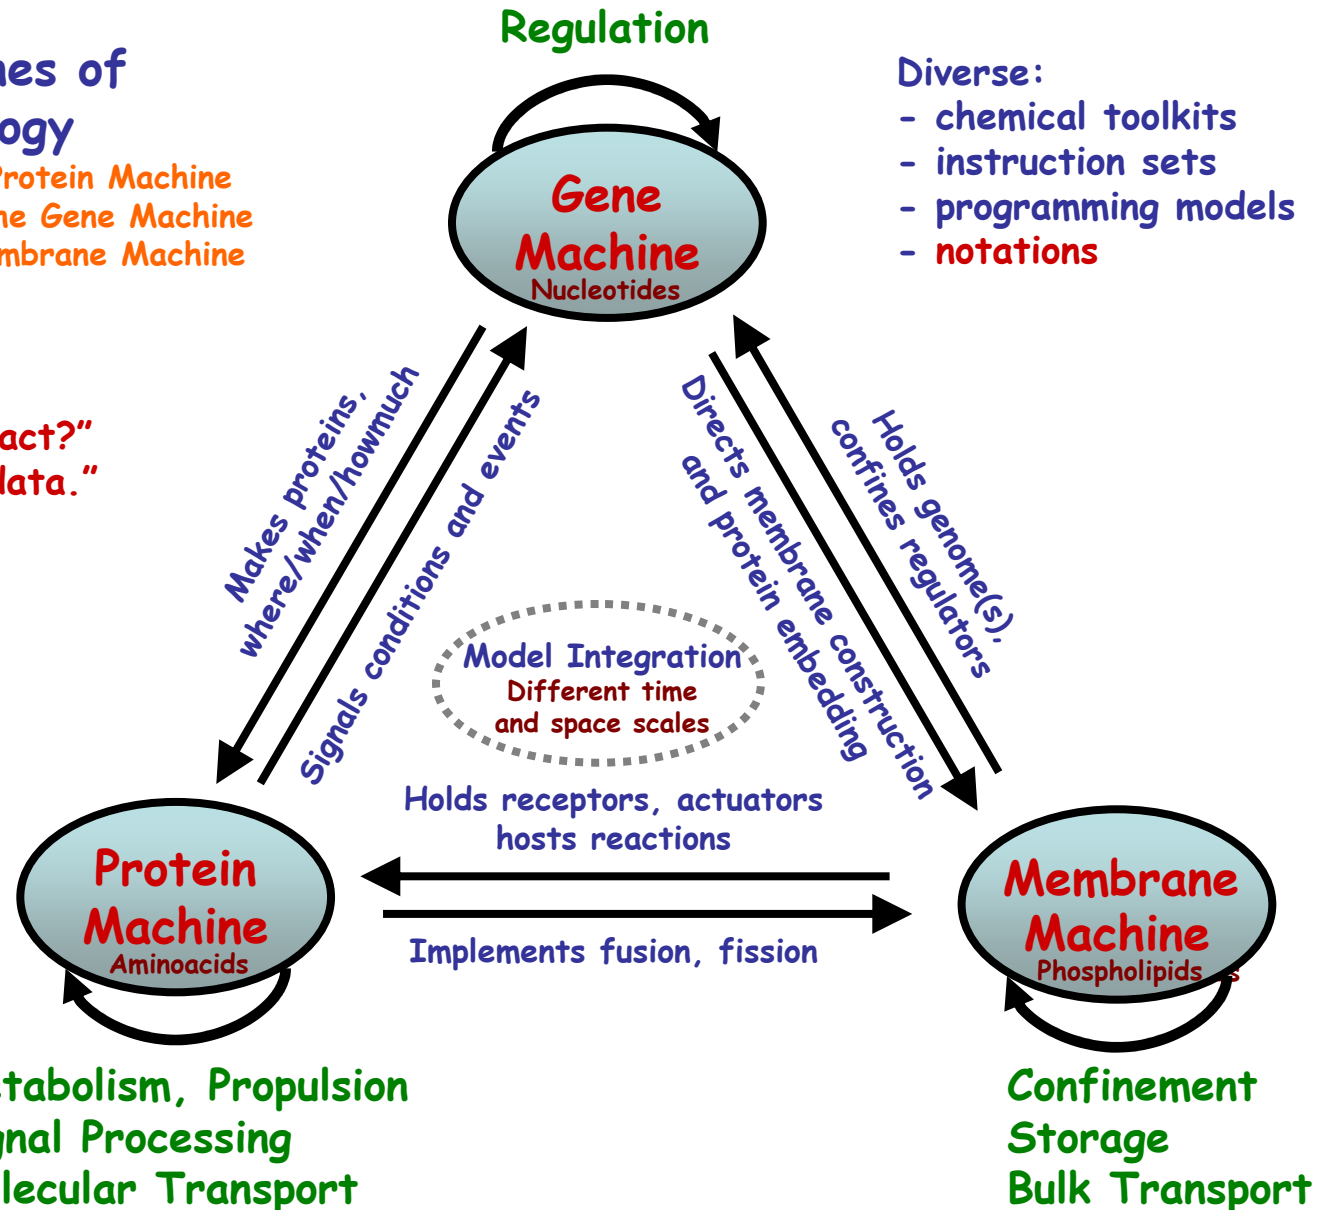 Regulation
nes of
ogy
Protein Machine
ne Gene Machine
mbrane Machine
Diverse:
- chemical toolkits
- instruction sets
- programming models
- notations
Gene
Machine
Nucleotides
act?”
data.”
Makes proteins,
where/when/howmuch
Signals conditions and events
Directs membrane construction
and protein embedding
Holds genome(s),
confines regulators
Model Integration
Different time
and space scales
Holds receptors, actuators
hosts reactions
Implements fusion, fission
Protein
Machine
Aminoacids
Membrane
Machine
Phospholipids s
etabolism, Propulsion
gnal Processing
lecular Transport
Confinement
Storage
Bulk Transport